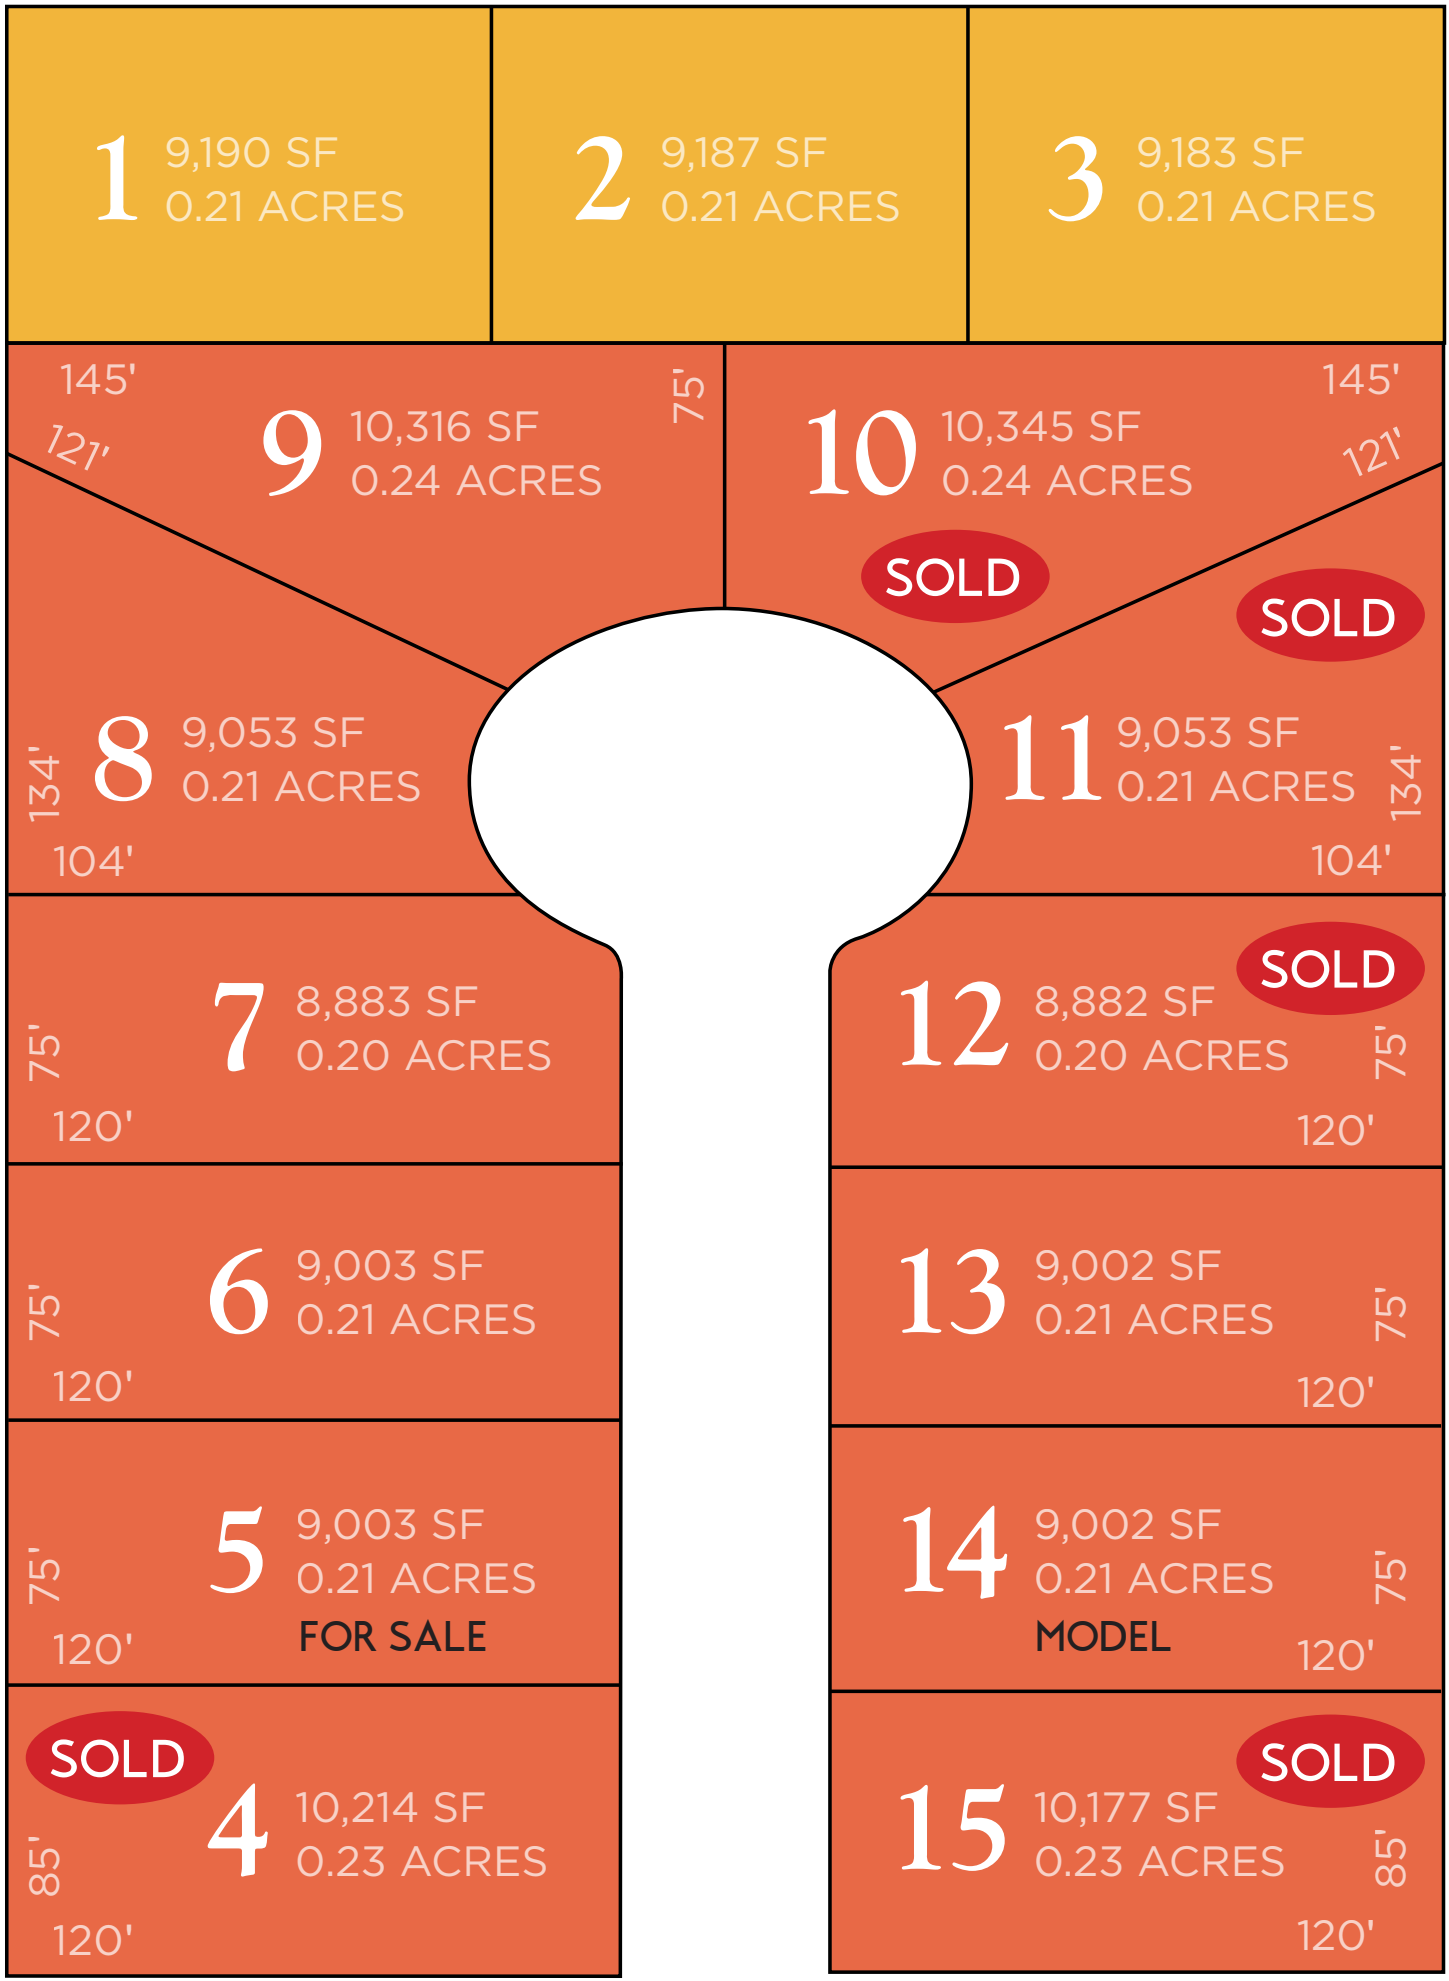 1
9,190 SF
0.21 ACRES
2
9,187 SF
0.21 ACRES
3
9,183 SF
0.21 ACRES
145'
121'
9
10,316 SF
0.24 ACRES
75'
10
10,345 SF
0.24 ACRES
145'
121'
SOLD
8
9,053 SF
0.21 ACRES
134'
104'
SOLD
11
9,053 SF
0.21 ACRES
134'
104'
7
8,883 SF
0.20 ACRES
75'
120'
SOLD
12
8,882 SF
0.20 ACRES
75'
120'
6
9,003 SF
0.21 ACRES
75'
120'
13
9,002 SF
0.21 ACRES
75'
120'
5
9,003 SF
0.21 ACRES
FOR SALE
75'
120'
14
9,002 SF
0.21 ACRES
MODEL
75'
120'
SOLD
4
10,214 SF
0.23 ACRES
85'
120'
SOLD
15
10,177 SF
0.23 ACRES
85'
120'